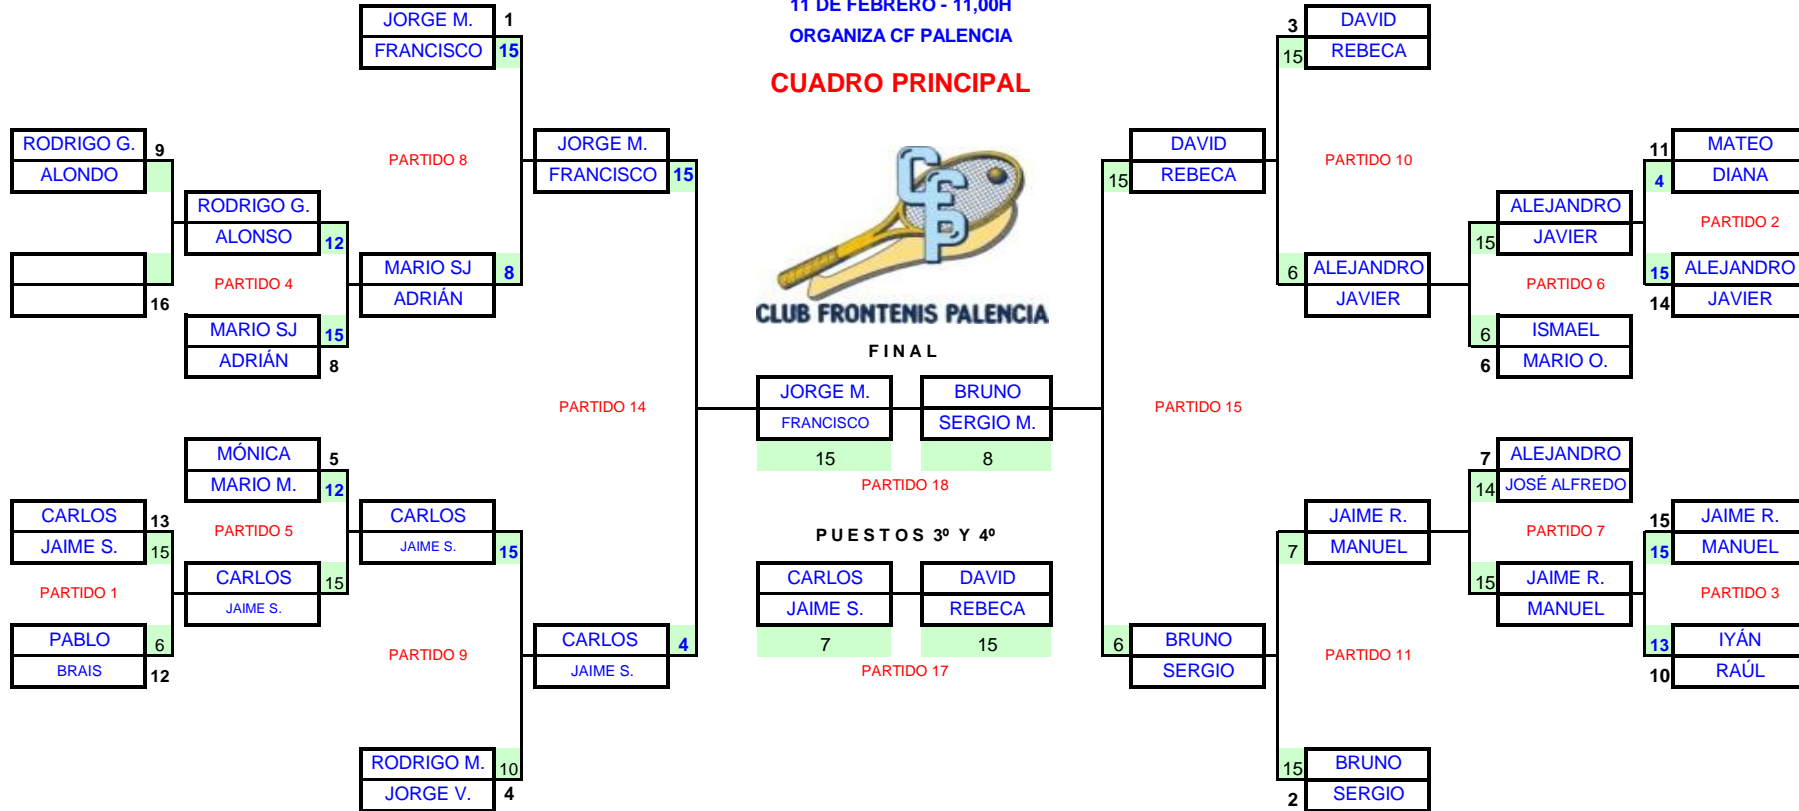 11 DE FEBRERO - 11,00H
ORGANIZA CF PALENCIA
CUADRO PRINCIPAL
JORGE M. 1
FRANCISCO 15
RODRIGO G. 9
ALONDO
PARTIDO 8
JORGE M.
FRANCISCO 15
RODRIGO G.
ALONSO 12
16
PARTIDO 4
MARIO SJ 8
ADRIÁN
MARIO SJ 15
ADRIÁN 8
PARTIDO 14
MÓNICA 5
MARIO M. 12
CARLOS 13
JAIME S. 15
PARTIDO 5
CARLOS
JAIME S. 15
PARTIDO 1
CARLOS 15
JAIME S.
PABLO 6
BRAIS 12
PARTIDO 9
CARLOS 4
JAIME S.
RODRIGO M. 10
JORGE V. 4
CFP
CLUB FRONTENIS PALENCIA
FINAL
JORGE M. BRUNO
FRANCISCO SERGIO M.
15 8
PARTIDO 18
PUESTOS 3º Y 4º
CARLOS DAVID
JAIME S. REBECA
7 15
PARTIDO 17
3 DAVID
15 REBECA
DAVID
15 REBECA
PARTIDO 10
11 MATEO
4 DIANA
ALEJANDRO
15 JAVIER
PARTIDO 2
6 ALEJANDRO
JAVIER
PARTIDO 6
15 ALEJANDRO
14 JAVIER
6 ISMAEL
6 MARIO O.
PARTIDO 15
7 ALEJANDRO
14 JOSÉ ALFREDO
JAIME R.
7 MANUEL
PARTIDO 7
15 JAIME R.
15 MANUEL
15 JAIME R.
MANUEL
PARTIDO 3
6 BRUNO
SERGIO
PARTIDO 11
13 IYÁN
10 RAÚL
15 BRUNO
2 SERGIO